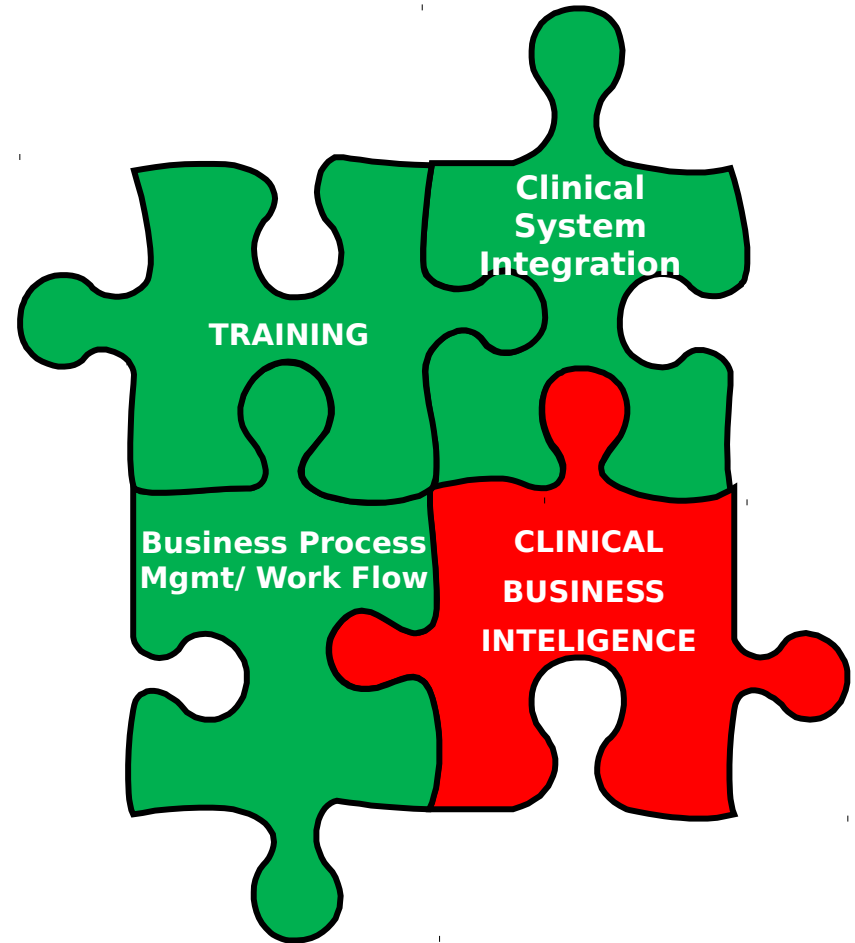 Clinical
System
Integration
TRAINING
Business Process
Mgmt/ Work Flow
CLINICAL
BUSINESS
INTELIGENCE